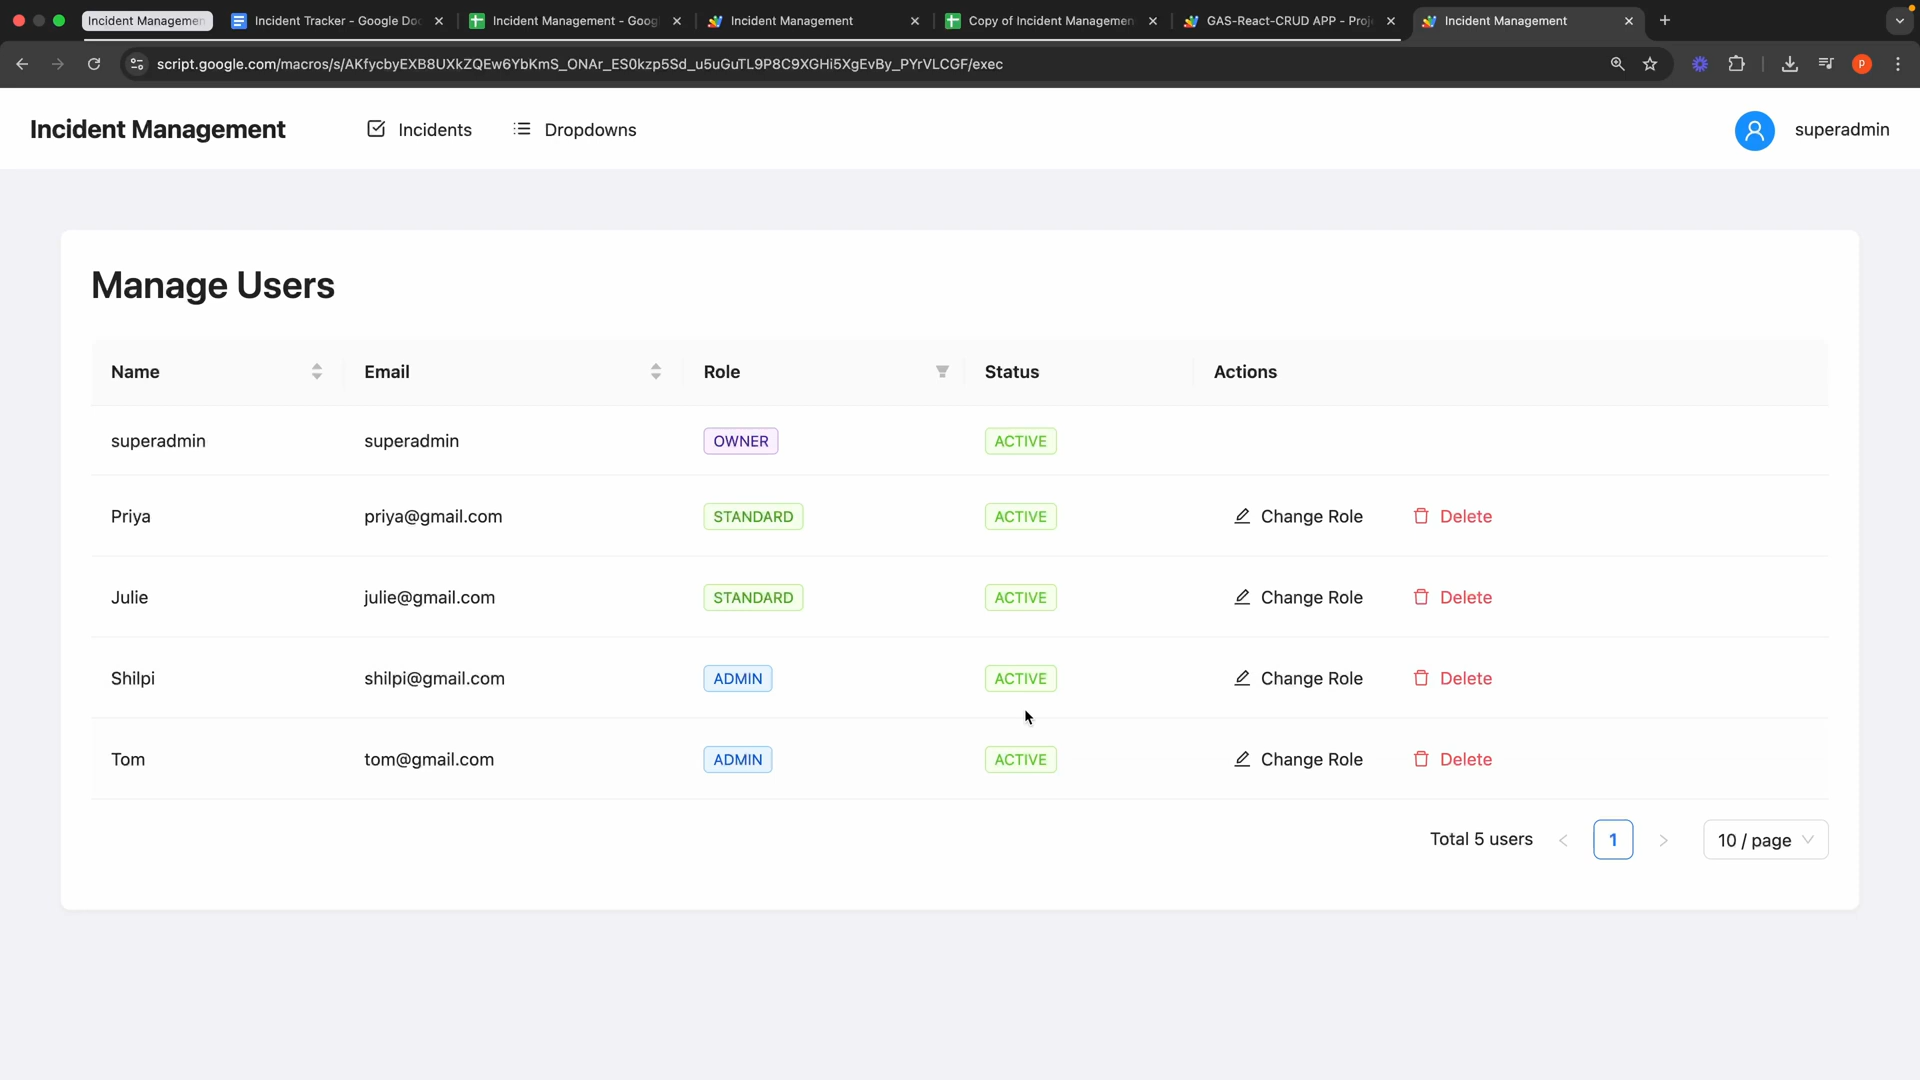 Incident Managemen
Incident Tracker - Google Doc
Incident Management - Goog
Incident Management
Copy of Incident Managemen
GAS-React-CRUD APP - Proj
Incident Management
script.google.com/macros/s/AKfycbyEXB8UXkZQEw6YbKmS_ONAr_ES0kzp5Sd_u5uGuTL9P8C9XGHi5XgEvBy_PYrVLCGF/exec
p
Incident Management
Incidents
Dropdowns
superadmin
Manage Users
Name Email Role Status Actions
superadmin superadmin OWNER ACTIVE
Priya priya@gmail.com STANDARD ACTIVE Change Role Delete
Julie julie@gmail.com STANDARD ACTIVE Change Role Delete
Shilpi shilpi@gmail.com ADMIN ACTIVE Change Role Delete
Tom tom@gmail.com ADMIN ACTIVE Change Role Delete
Total 5 users 1 10 / page